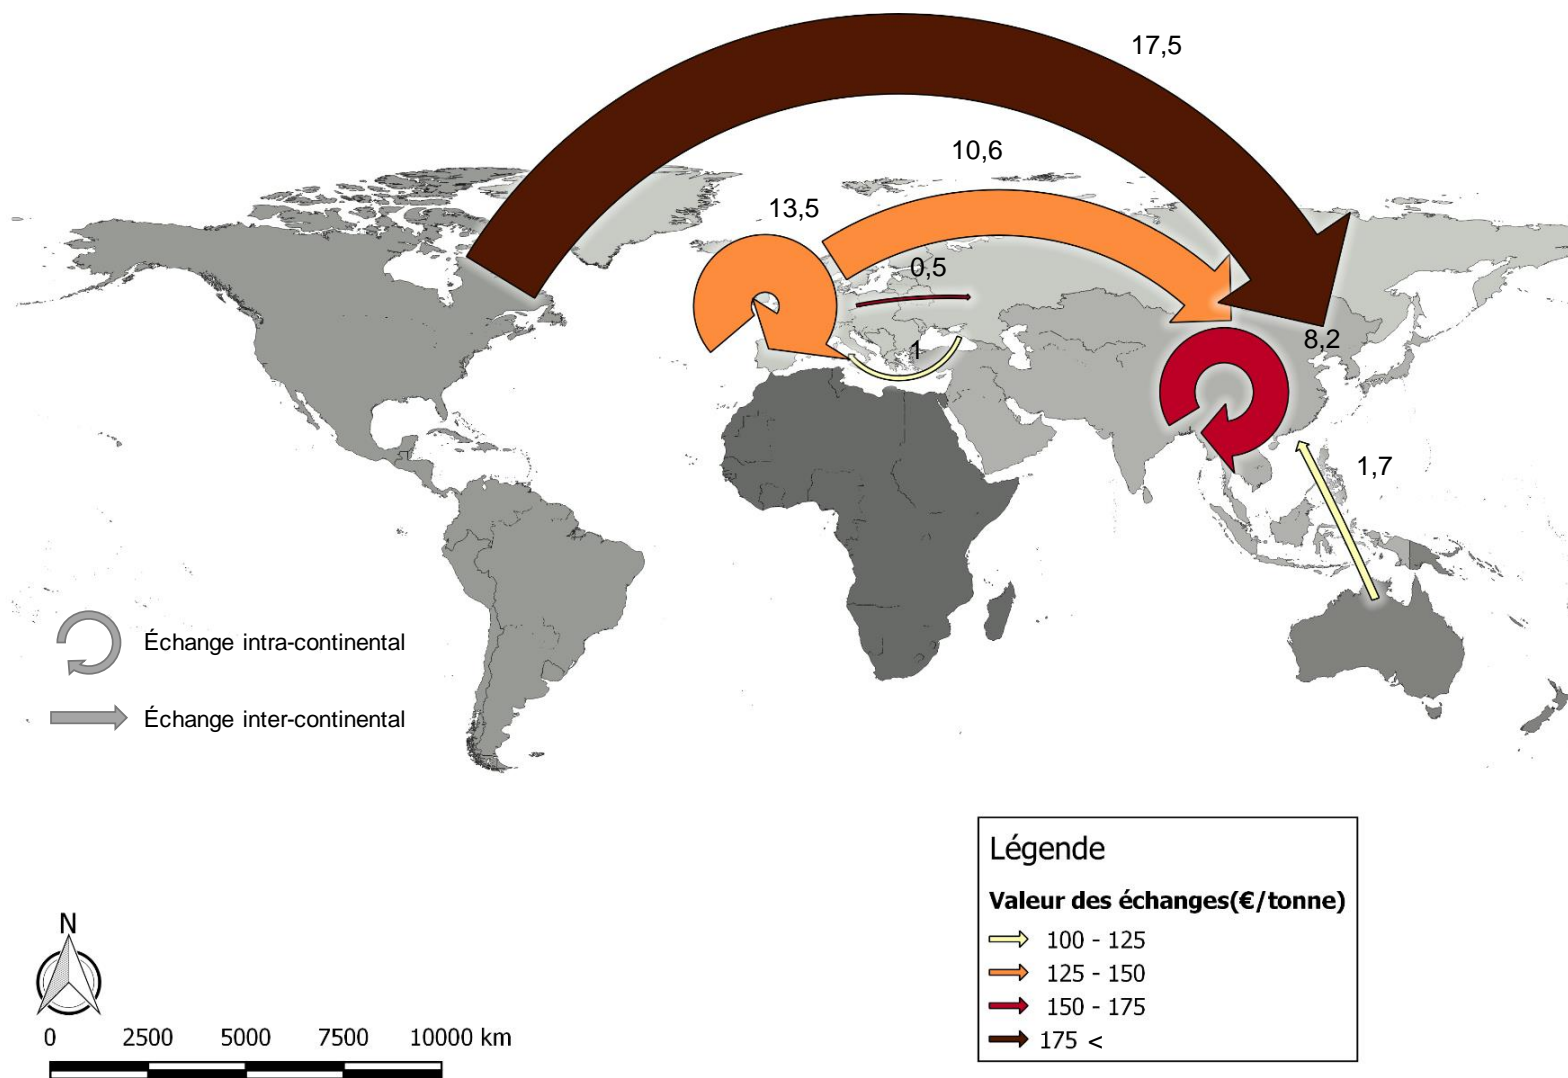 17,5
10,6
13,5
0,5
8,2
1
1,7
Échange intra-continental
Échange inter-continental
Légende
Valeur des échanges(€/tonne)
100 - 125
125 - 150
150 - 175
175 <
N
0 2500 5000 7500 10000 km